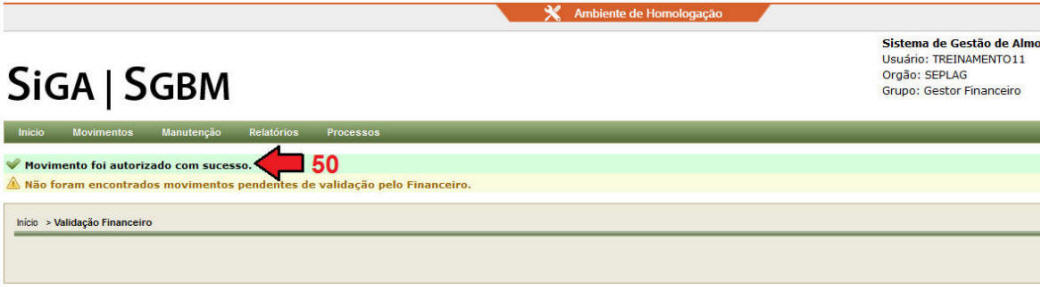 Ambiente de Homologação
Sistema de Gestão de Almo
Usuário: TREINAMENTO11
Orgão: SEPLAG
Grupo: Gestor Financeiro
SIGA | SGBM
Inicio Movimentos Manutenção Relatórios Processos
Movimento foi autorizado com sucesso. 50
Não foram encontrados movimentos pendentes de validação pelo Financeiro.
Início > Validação Financeiro